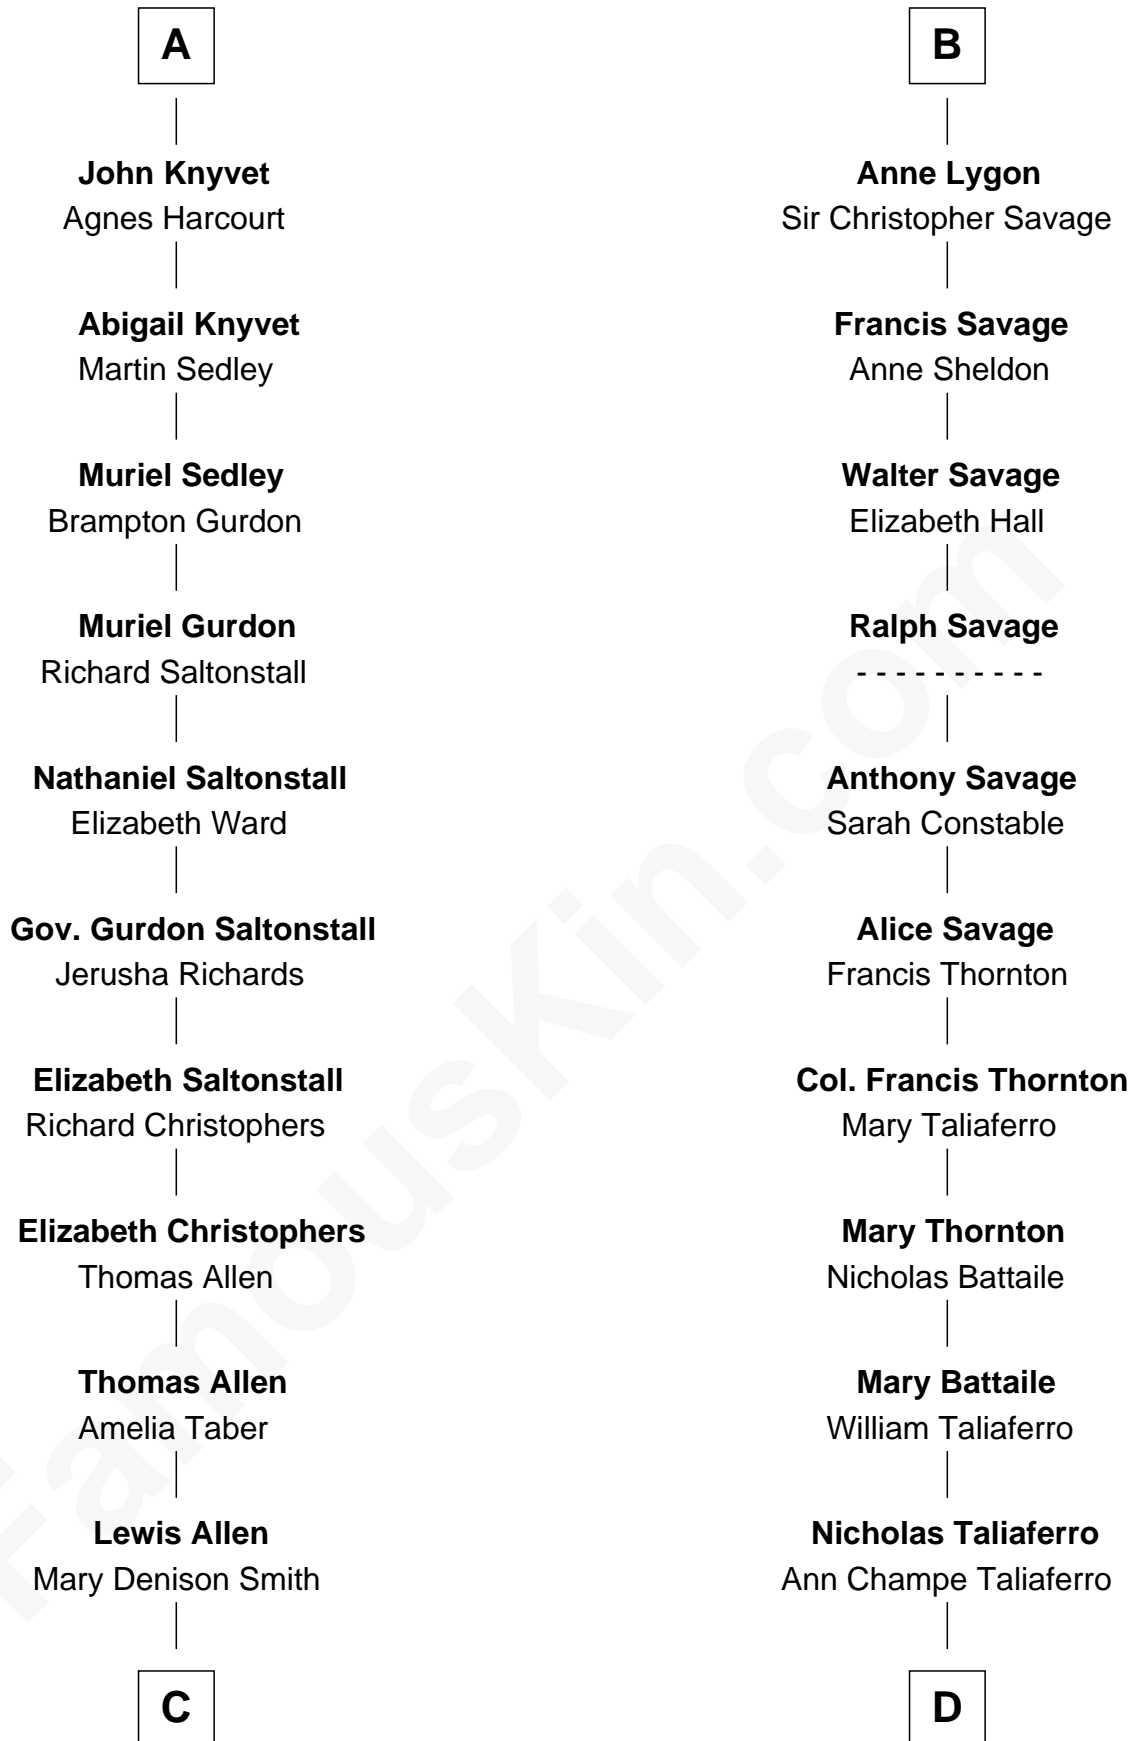 A
John Knyvet
Agnes Harcourt
Abigail Knyvet
Martin Sedley
Muriel Sedley
Brampton Gurdon
Muriel Gurdon
Richard Saltonstall
Nathaniel Saltonstall
Elizabeth Ward
Gov. Gurdon Saltonstall
Jerusha Richards
Elizabeth Saltonstall
Richard Christophers
Elizabeth Christophers
Thomas Allen
Thomas Allen
Amelia Taber
Lewis Allen
Mary Denison Smith
C
B
Anne Lygon
Sir Christopher Savage
Francis Savage
Anne Sheldon
Walter Savage
Elizabeth Hall
Ralph Savage
- - - - - - - - - -
Anthony Savage
Sarah Constable
Alice Savage
Francis Thornton
Col. Francis Thornton
Mary Taliaferro
Mary Thornton
Nicholas Battaile
Mary Battaile
William Taliaferro
Nicholas Taliaferro
Ann Champe Taliaferro
D
FamousKin.com